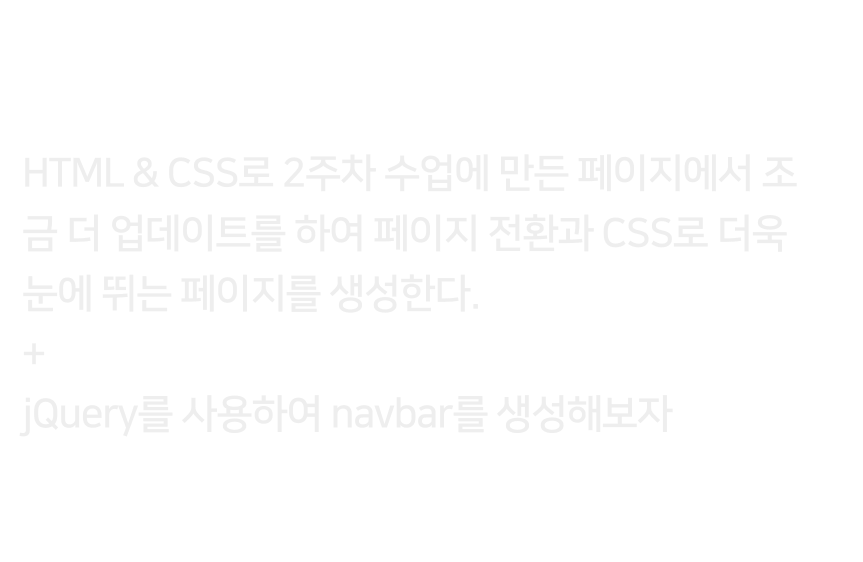 HTML & CSS로 2주차 수업에 만든 페이지에서 조
금 더 업데이트를 하여 페이지 전환과 CSS로 더욱
눈에 뛰는 페이지를 생성한다.
+
jQuery를 사용하여 navbar를 생성해보자